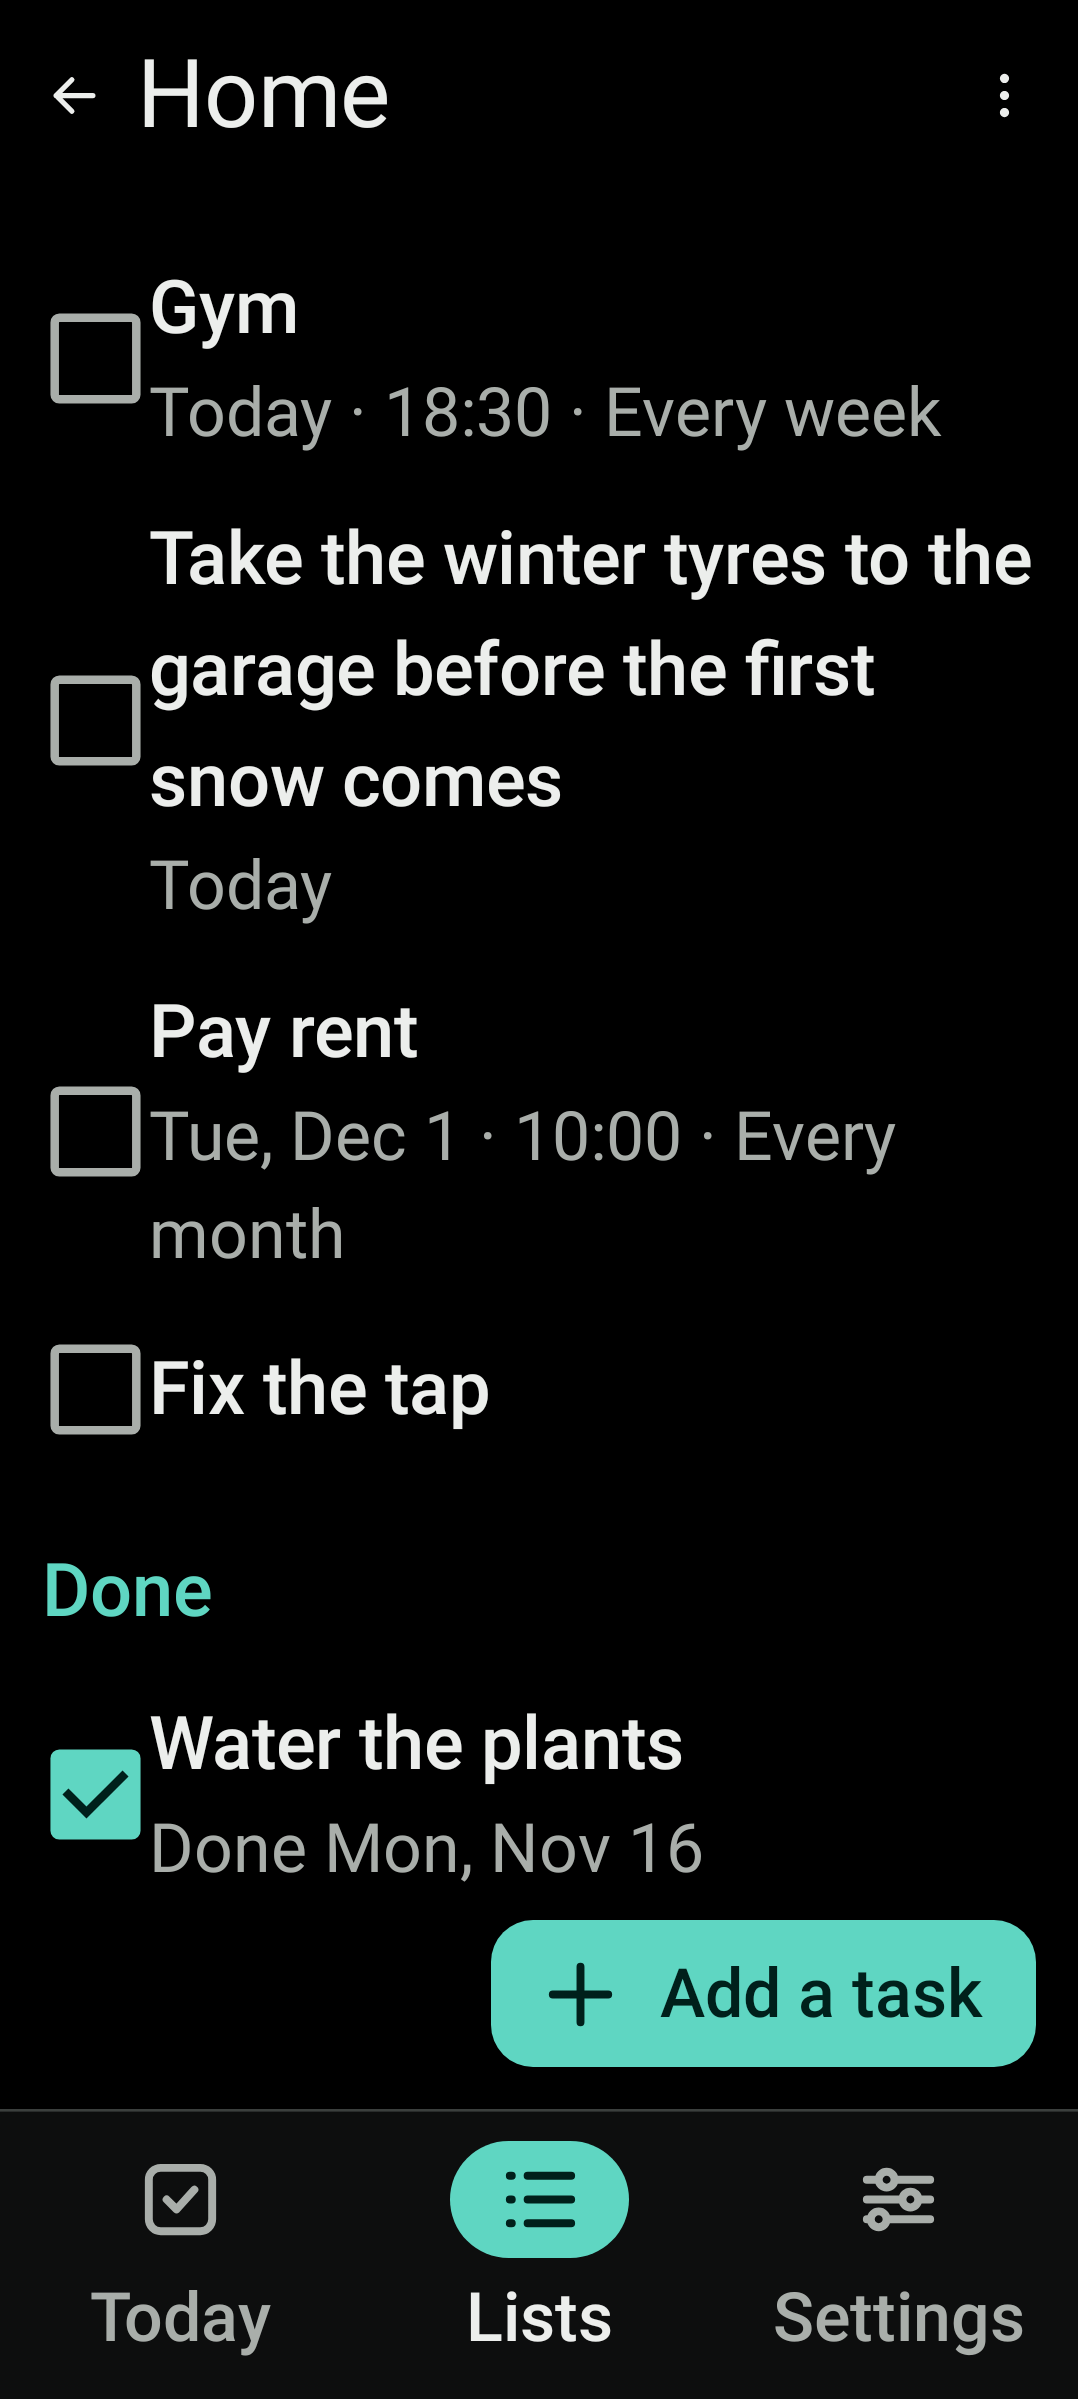 Home
Gym
Today · 18:30 · Every week
Take the winter tyres to the
garage before the first
snow comes
Today
Pay rent
Tue, Dec 1 · 10:00 · Every
month
Fix the tap
Done
Water the plants
Done Mon, Nov 16
Add a task
Today
Lists
Settings